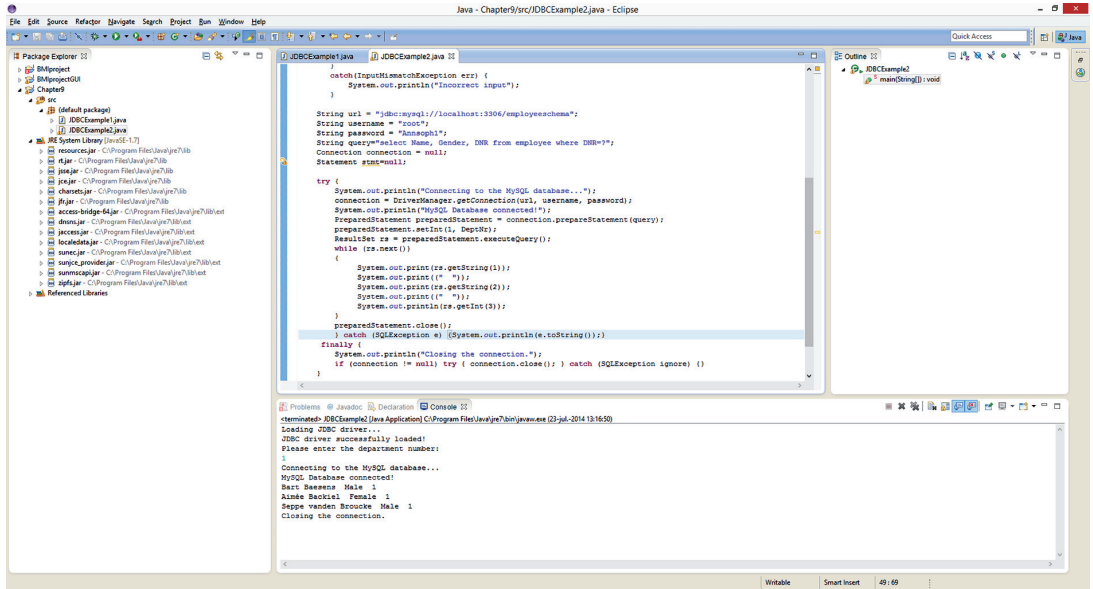 Java - Chapter9/src/JDBCExample2.java - Eclipse
File Edit Source Refactor Navigate Search Project Run Window Help
Quick Access
Java
Package Explorer
BMIproject
BMIprojectGUI
Chapter9
src
(default package)
JDBCExample1.java
JDBCExample2.java
JRE System Library [JavaSE-1.7]
resources.jar - C:\Program Files\Java\jre7\lib
rt.jar - C:\Program Files\Java\jre7\lib
jsse.jar - C:\Program Files\Java\jre7\lib
jce.jar - C:\Program Files\Java\jre7\lib
charsets.jar - C:\Program Files\Java\jre7\lib
jfr.jar - C:\Program Files\Java\jre7\lib
access-bridge-64.jar - C:\Program Files\Java\jre7\lib\ext
dnsns.jar - C:\Program Files\Java\jre7\lib\ext
jaccess.jar - C:\Program Files\Java\jre7\lib\ext
localedata.jar - C:\Program Files\Java\jre7\lib\ext
sunec.jar - C:\Program Files\Java\jre7\lib\ext
sunjce_provider.jar - C:\Program Files\Java\jre7\lib\ext
sunmscapi.jar - C:\Program Files\Java\jre7\lib\ext
zipfs.jar - C:\Program Files\Java\jre7\lib\ext
Referenced Libraries
JDBCExample1.java JDBCExample2.java
}
catch(InputMismatchException err) {
System.out.println("Incorrect input");
}
String url = "jdbc:mysql://localhost:3306/employeeschema";
String username = "root";
String password = "Annsoph1";
String query="select Name, Gender, DNR from employee where DNR=?";
Connection connection = null;
Statement stmt=null;
try {
System.out.println("Connecting to the MySQL database...");
connection = DriverManager.getConnection(url, username, password);
System.out.println("MySQL Database connected!");
PreparedStatement preparedStatement = connection.prepareStatement(query);
preparedStatement.setInt(1, DeptNr);
ResultSet rs = preparedStatement.executeQuery();
while (rs.next())
{
System.out.print(rs.getString(1));
System.out.print((" "));
System.out.print(rs.getString(2));
System.out.print((" "));
System.out.println(rs.getInt(3));
}
preparedStatement.close();
} catch (SQLException e) {System.out.println(e.toString());}
finally {
System.out.println("Closing the connection.");
if (connection != null) try { connection.close(); } catch (SQLException ignore) {}
}
Outline
JDBCExample2
S main(String[]) : void
Problems @ Javadoc Declaration Console
<terminated> JDBCExample2 [Java Application] C:\Program Files\Java\jre7\bin\javaw.exe (23-jul.-2014 13:16:50)
Loading JDBC driver...
JDBC driver successfully loaded!
Please enter the department number:
1
Connecting to the MySQL database...
MySQL Database connected!
Bart Baesens Male 1
Aimée Backiel Female 1
Seppe vanden Broucke Male 1
Closing the connection.
Writable Smart Insert 49 : 69